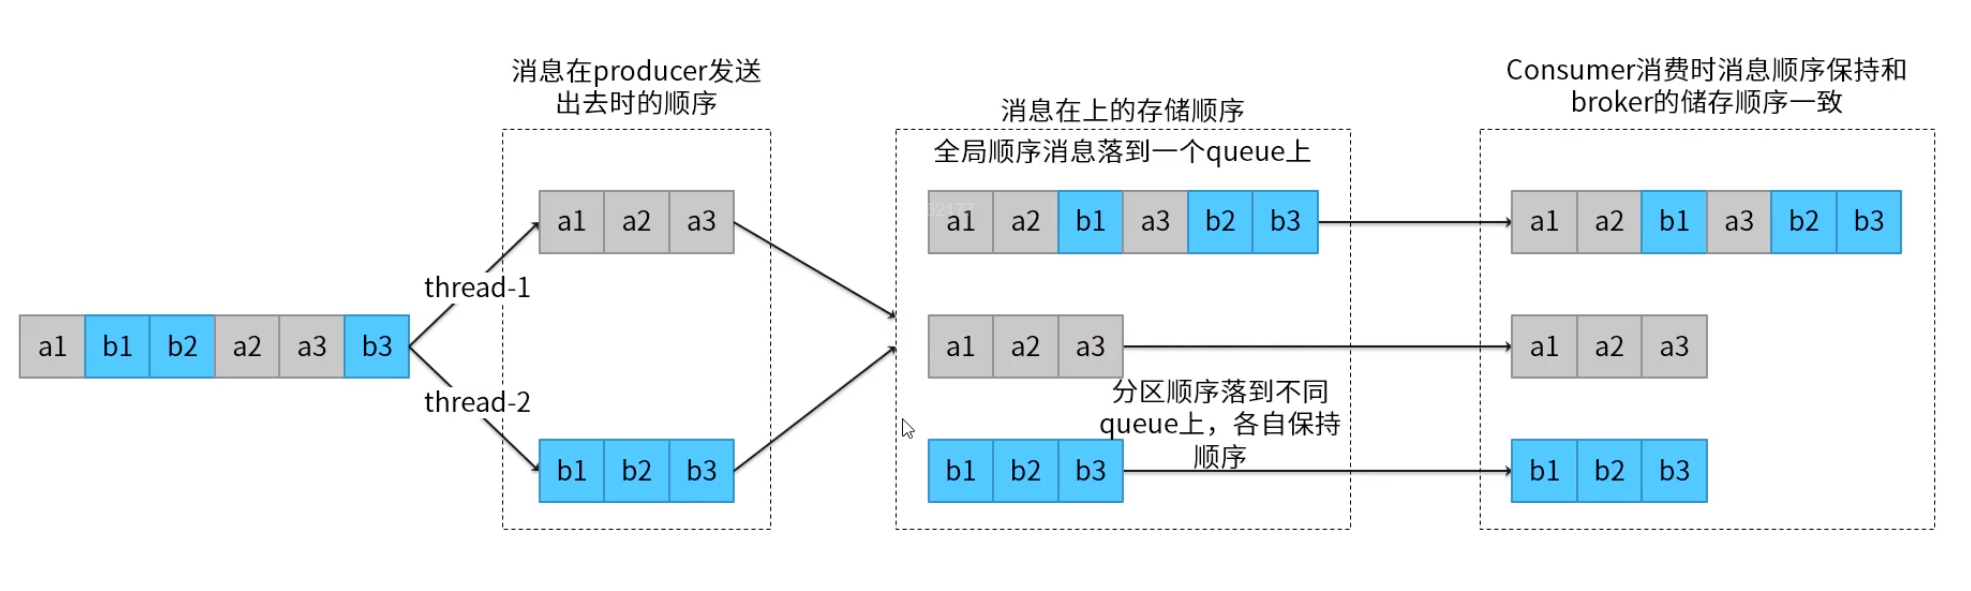 消息在producer发送
出去时的顺序
消息在上的存储顺序
Consumer消费时消息顺序保持和
broker的储存顺序一致
全局顺序消息落到一个queue上
a1 a2 a3
a1 a2 b1 a3 b2 b3
a1 a2 b1 a3 b2 b3
thread-1
a1 b1 b2 a2 a3 b3
a1 a2 a3
a1 a2 a3
thread-2
分区顺序落到不同
queue上，各自保持
顺序
b1 b2 b3
b1 b2 b3
b1 b2 b3